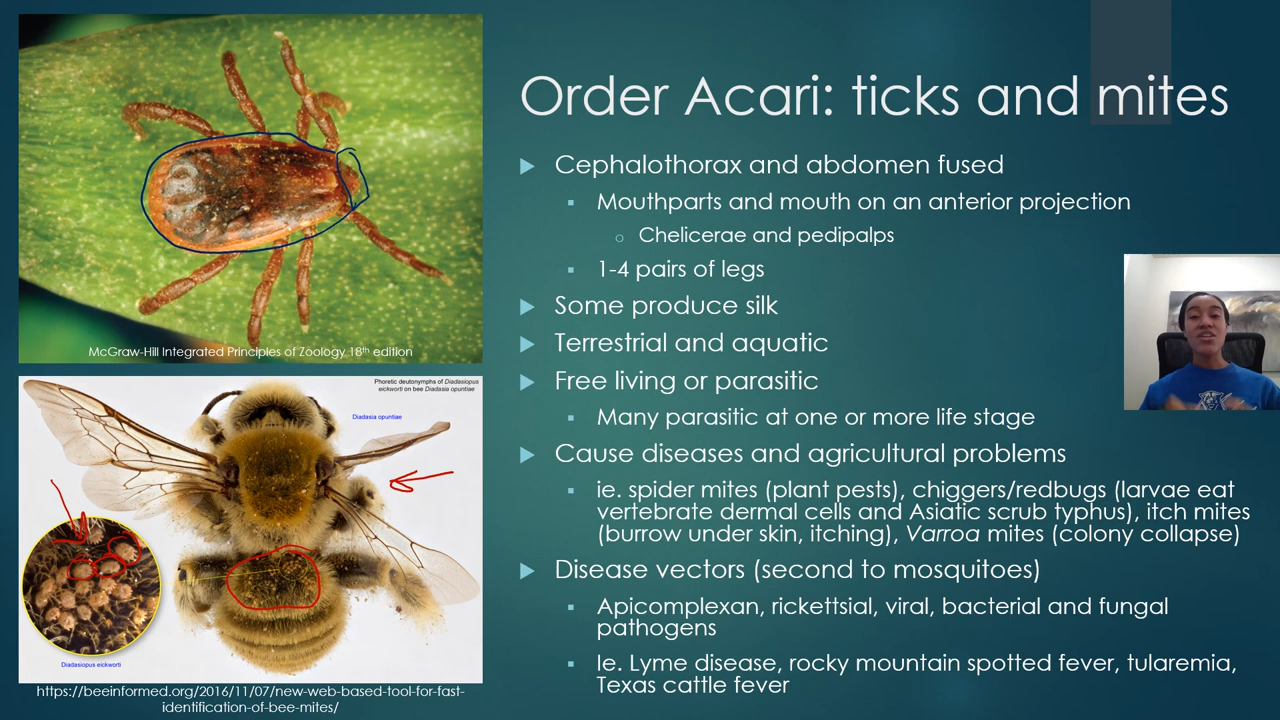 Order Acari: ticks and mites
Cephalothorax and abdomen fused
Mouthparts and mouth on an anterior projection
Chelicerae and pedipalps
1-4 pairs of legs
Some produce silk
Terrestrial and aquatic
Free living or parasitic
Many parasitic at one or more life stage
Cause diseases and agricultural problems
ie. spider mites (plant pests), chiggers/redbugs (larvae eat
vertebrate dermal cells and Asiatic scrub typhus), itch mites
(burrow under skin, itching), Varroa mites (colony collapse)
Disease vectors (second to mosquitoes)
Apicomplexan, rickettsial, viral, bacterial and fungal
pathogens
Ie. Lyme disease, rocky mountain spotted fever, tularemia,
Texas cattle fever
McGraw-Hill Integrated Principles of Zoology 18th edition
Phoretic deutonymphs of Diadasiopus
eickworti on bee Diadasia opuntiae
Diadasia opuntiae
Diadasiopus eickworti
https://beeinformed.org/2016/11/07/new-web-based-tool-for-fast-
identification-of-bee-mites/